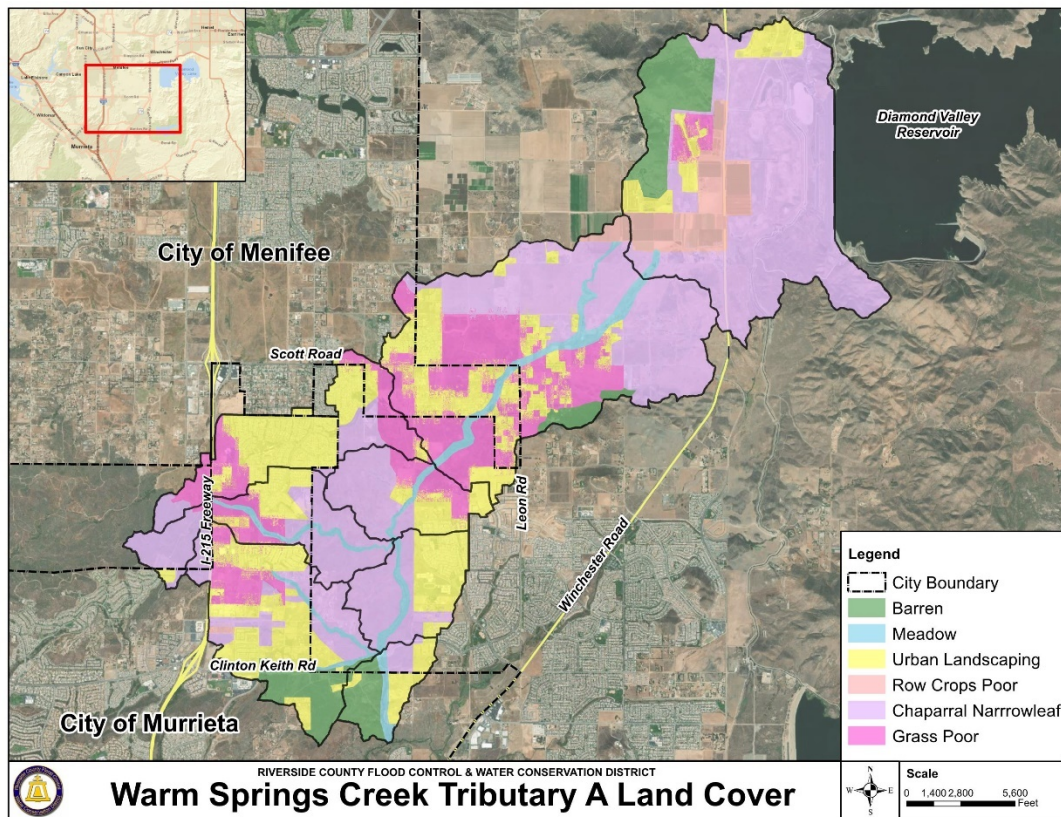 Diamond Valley
Reservoir
City of Menifee
Scott Road
I-215 Freeway
Leon Rd
Winchester Road
Clinton Keith Rd
City of Murrieta
Murrieta
Legend
City Boundary
Barren
Meadow
Urban Landscaping
Row Crops Poor
Chaparral Narrrowleaf
Grass Poor
RIVERSIDE COUNTY FLOOD CONTROL & WATER CONSERVATION DISTRICT
Warm Springs Creek Tributary A Land Cover
N
W
E
S
Scale
0 1,400 2,800 5,600
Feet